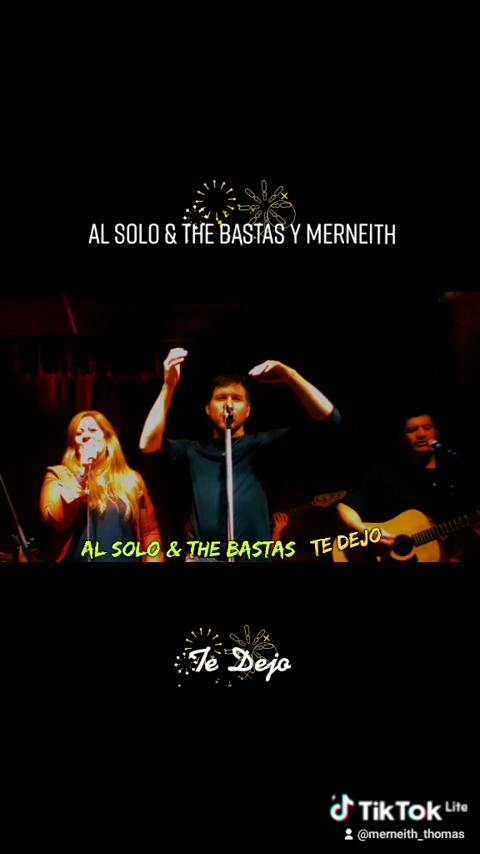 AL SOLO & THE BASTAS Y MERNEITH
AL SOLO & THE BASTAS TE DEJO
Te Dejo
TikTok Lite
@merneith_thomas